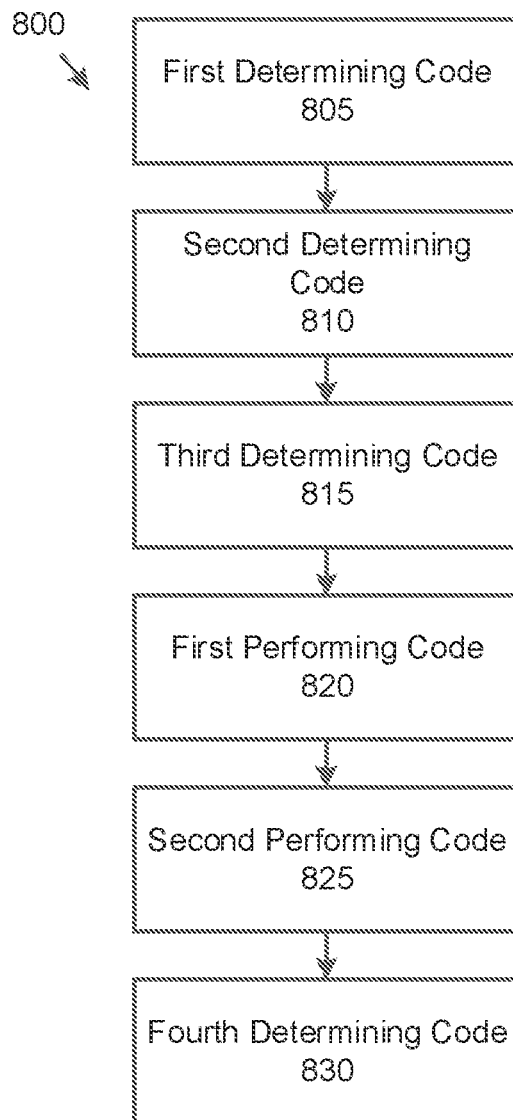 800
First Determining Code
805
Second Determining
Code
810
Third Determining Code
815
First Performing Code
820
Second Performing Code
825
Fourth Determining Code
830